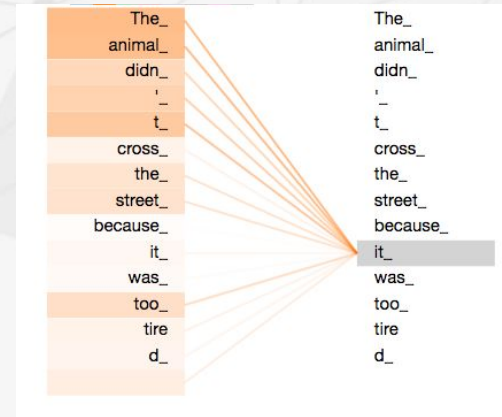 The_
animal_
didn_
'_
t_
cross_
the_
street_
because_
it_
was_
too_
tire
d_
The_
animal_
didn_
'_
t_
cross_
the_
street_
because_
it_
was_
too_
tire
d_